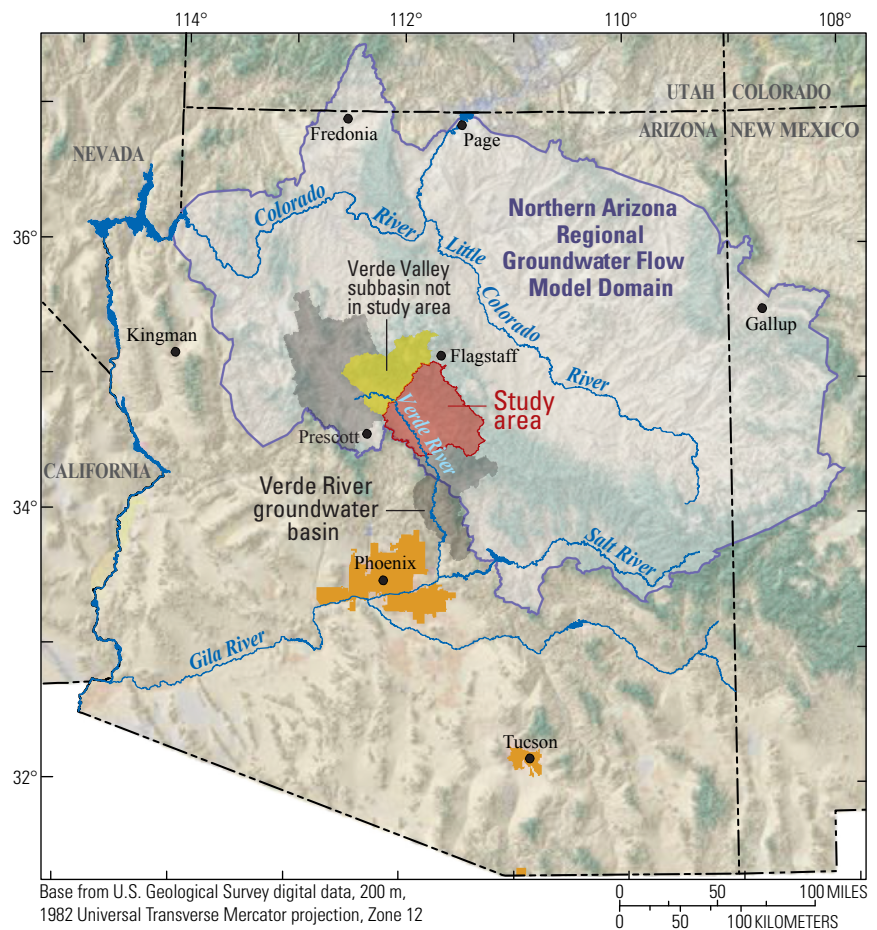 114°
112°
110°
108°
UTAH
COLORADO
ARIZONA
NEW MEXICO
Fredonia
Page
NEVADA
36°
Colorado
River
Little
Colorado
River
Northern Arizona
Regional
Groundwater Flow
Model Domain
Verde Valley
subbasin not
in study area
Kingman
Flagstaff
Gallup
Study
area
Verde River
Prescott
CALIFORNIA
34°
Verde River
groundwater
basin
Salt River
Phoenix
Gila River
Tucson
32°
Base from U.S. Geological Survey digital data, 200 m,
1982 Universal Transverse Mercator projection, Zone 12
0 50 100 MILES
0 50 100 KILOMETERS